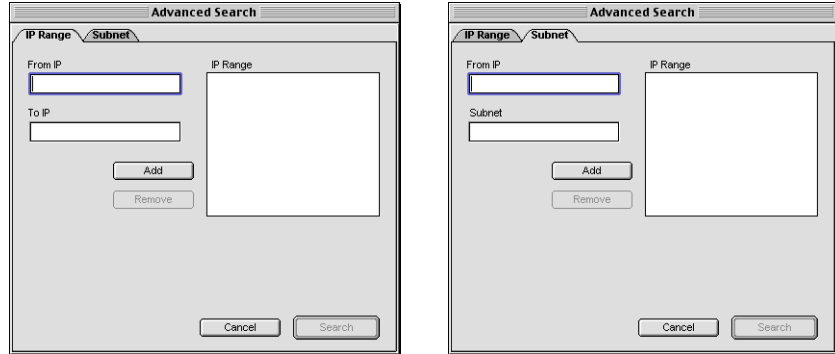 Advanced Search
IP Range Subnet
From IP IP Range
To IP
Add
Remove
Cancel Search
Advanced Search
IP Range Subnet
From IP IP Range
Subnet
Add
Remove
Cancel Search